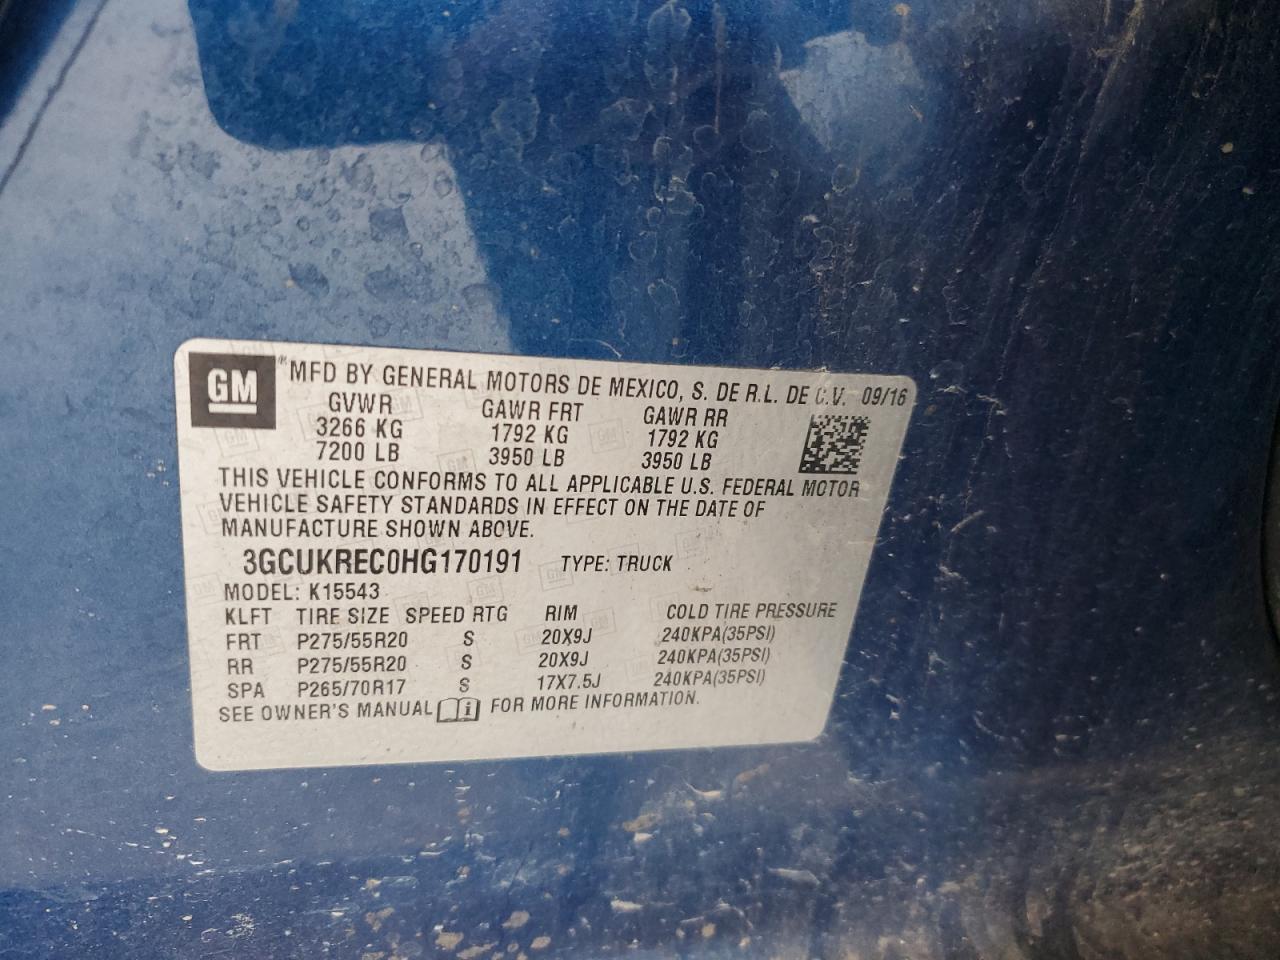 GM ® MFD BY GENERAL MOTORS DE MEXICO, S. DE R.L. DE C.V. 09/16
GVWR GAWR FRT GAWR RR
3266 KG 1792 KG 1792 KG
7200 LB 3950 LB 3950 LB
THIS VEHICLE CONFORMS TO ALL APPLICABLE U.S. FEDERAL MOTOR
VEHICLE SAFETY STANDARDS IN EFFECT ON THE DATE OF
MANUFACTURE SHOWN ABOVE.
3GCUKREC0HG170191 TYPE: TRUCK
MODEL: K15543
KLFT TIRE SIZE SPEED RTG RIM COLD TIRE PRESSURE
FRT P275/55R20 S 20X9J 240KPA(35PSI)
RR P275/55R20 S 20X9J 240KPA(35PSI)
SPA P265/70R17 S 17X7.5J 240KPA(35PSI)
SEE OWNER'S MANUAL i FOR MORE INFORMATION.